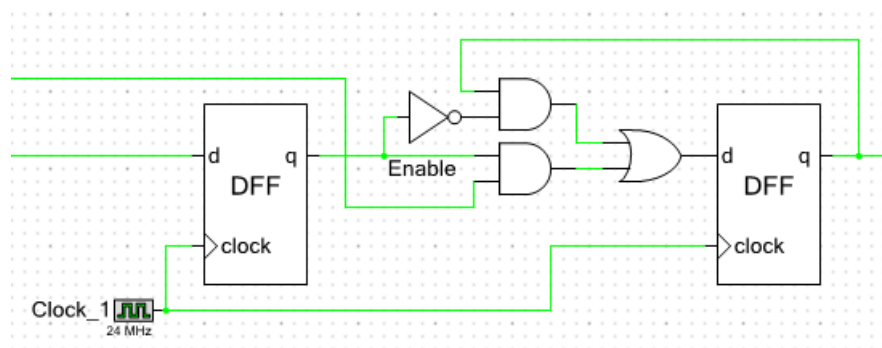 Enable
d q
DFF
clock
d q
DFF
clock
Clock_1
24 MHz